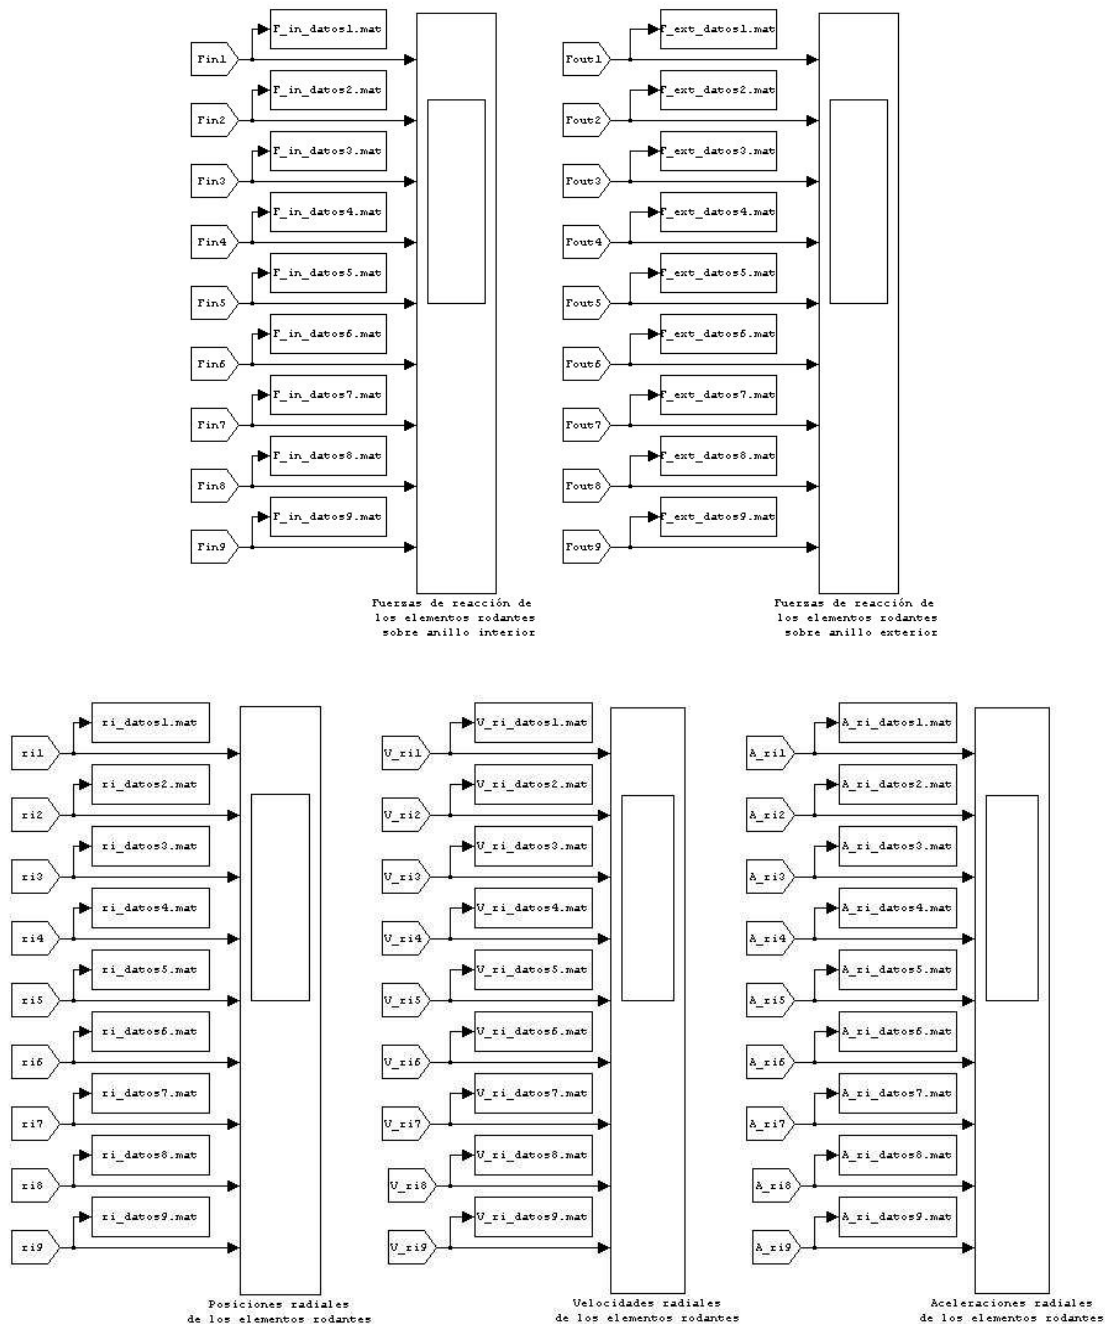 F_in_datos1.mat
Fin1
F_in_datos2.mat
Fin2
F_in_datos3.mat
Fin3
F_in_datos4.mat
Fin4
F_in_datos5.mat
Fin5
F_in_datos6.mat
Fin6
F_in_datos7.mat
Fin7
F_in_datos8.mat
Fin8
F_in_datos9.mat
Fin9
Fuerzas de reacción de
los elementos rodantes
sobre anillo interior
F_ext_datos1.mat
Fout1
F_ext_datos2.mat
Fout2
F_ext_datos3.mat
Fout3
F_ext_datos4.mat
Fout4
F_ext_datos5.mat
Fout5
F_ext_datos6.mat
Fout6
F_ext_datos7.mat
Fout7
F_ext_datos8.mat
Fout8
F_ext_datos9.mat
Fout9
Fuerzas de reacción de
los elementos rodantes
sobre anillo exterior
ri_datos1.mat
ri1
ri_datos2.mat
ri2
ri_datos3.mat
ri3
ri_datos4.mat
ri4
ri_datos5.mat
ri5
ri_datos6.mat
ri6
ri_datos7.mat
ri7
ri_datos8.mat
ri8
ri_datos9.mat
ri9
Posiciones radiales
de los elementos rodantes
V_ri_datos1.mat
V_ri1
V_ri_datos2.mat
V_ri2
V_ri_datos3.mat
V_ri3
V_ri_datos4.mat
V_ri4
V_ri_datos5.mat
V_ri5
V_ri_datos6.mat
V_ri6
V_ri_datos7.mat
V_ri7
V_ri_datos8.mat
V_ri8
V_ri_datos9.mat
V_ri9
Velocidades radiales
de los elementos rodantes
A_ri_datos1.mat
A_ri1
A_ri_datos2.mat
A_ri2
A_ri_datos3.mat
A_ri3
A_ri_datos4.mat
A_ri4
A_ri_datos5.mat
A_ri5
A_ri_datos6.mat
A_ri6
A_ri_datos7.mat
A_ri7
A_ri_datos8.mat
A_ri8
A_ri_datos9.mat
A_ri9
Aceleraciones radiales
de los elementos rodantes